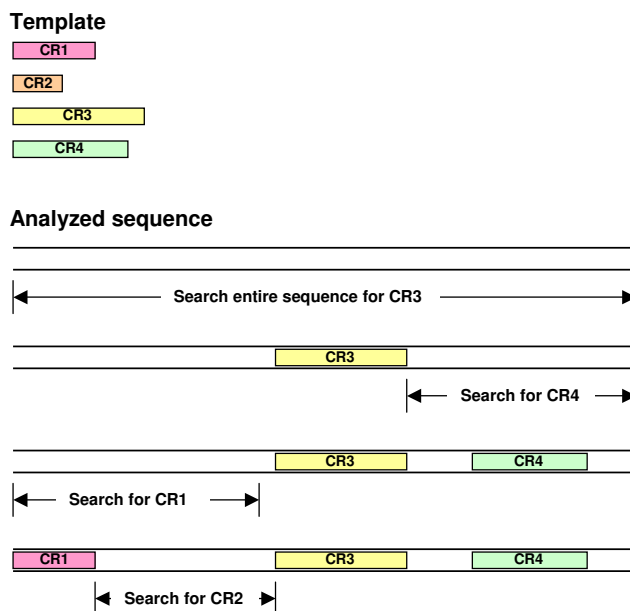 Template
CR1
CR2
CR3
CR4
Analyzed sequence
Search entire sequence for CR3
CR3
Search for CR4
CR3 CR4
Search for CR1
CR1 CR3 CR4
Search for CR2